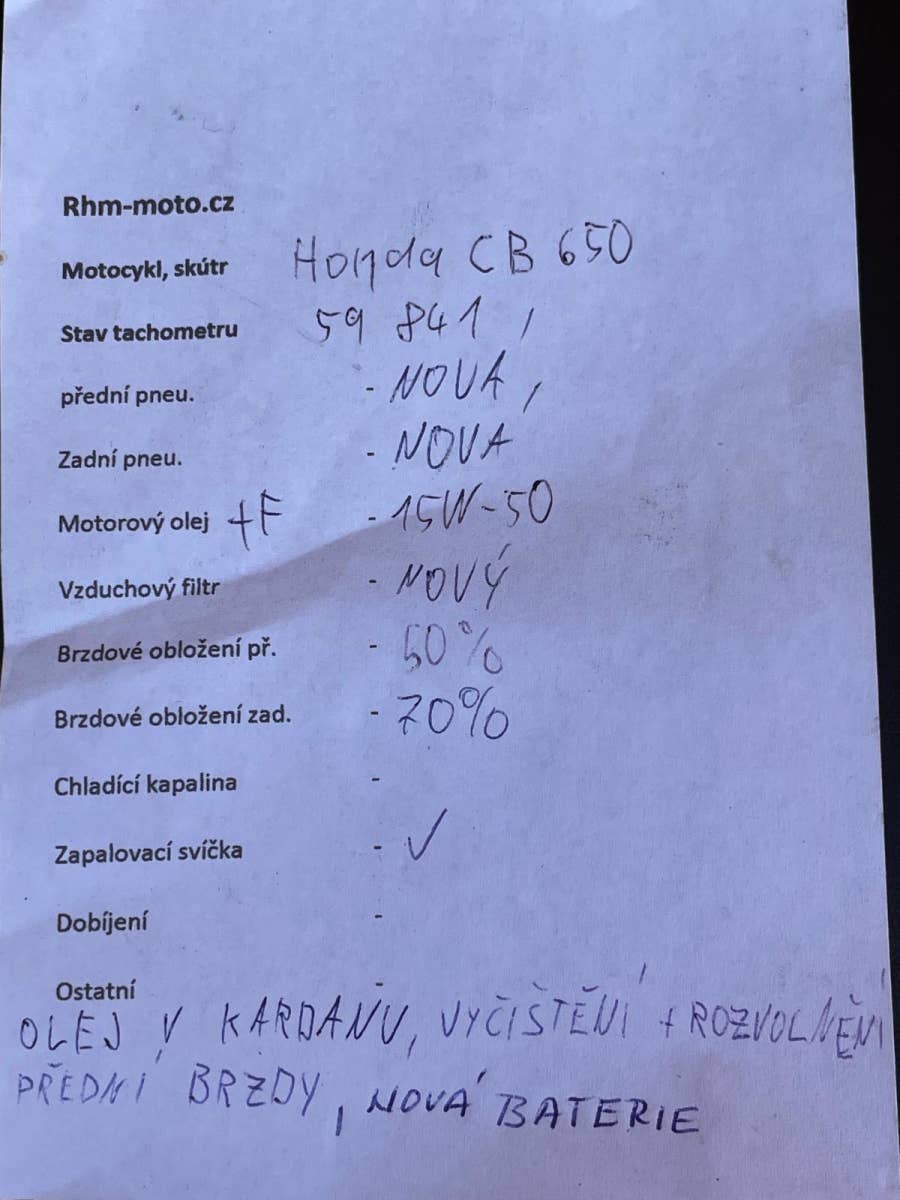 Rhm-moto.cz
Motocykl, skútr Honda CB 650
Stav tachometru 59 841,
přední pneu. - NOVA,
Zadní pneu. - NOVA
Motorový olej +F - 15W-50
Vzduchový filtr - NOVÝ
Brzdové obložení př. - 50%
Brzdové obložení zad. - 70%
Chladící kapalina -
Zapalovací svíčka - ✓
Dobíjení -
Ostatní -
OLEJ V KARDANU, VYČIŠTĚNÍ + ROZVOLNĚNÍ
PŘEDNÍ BRZDY, NOVÁ BATERIE